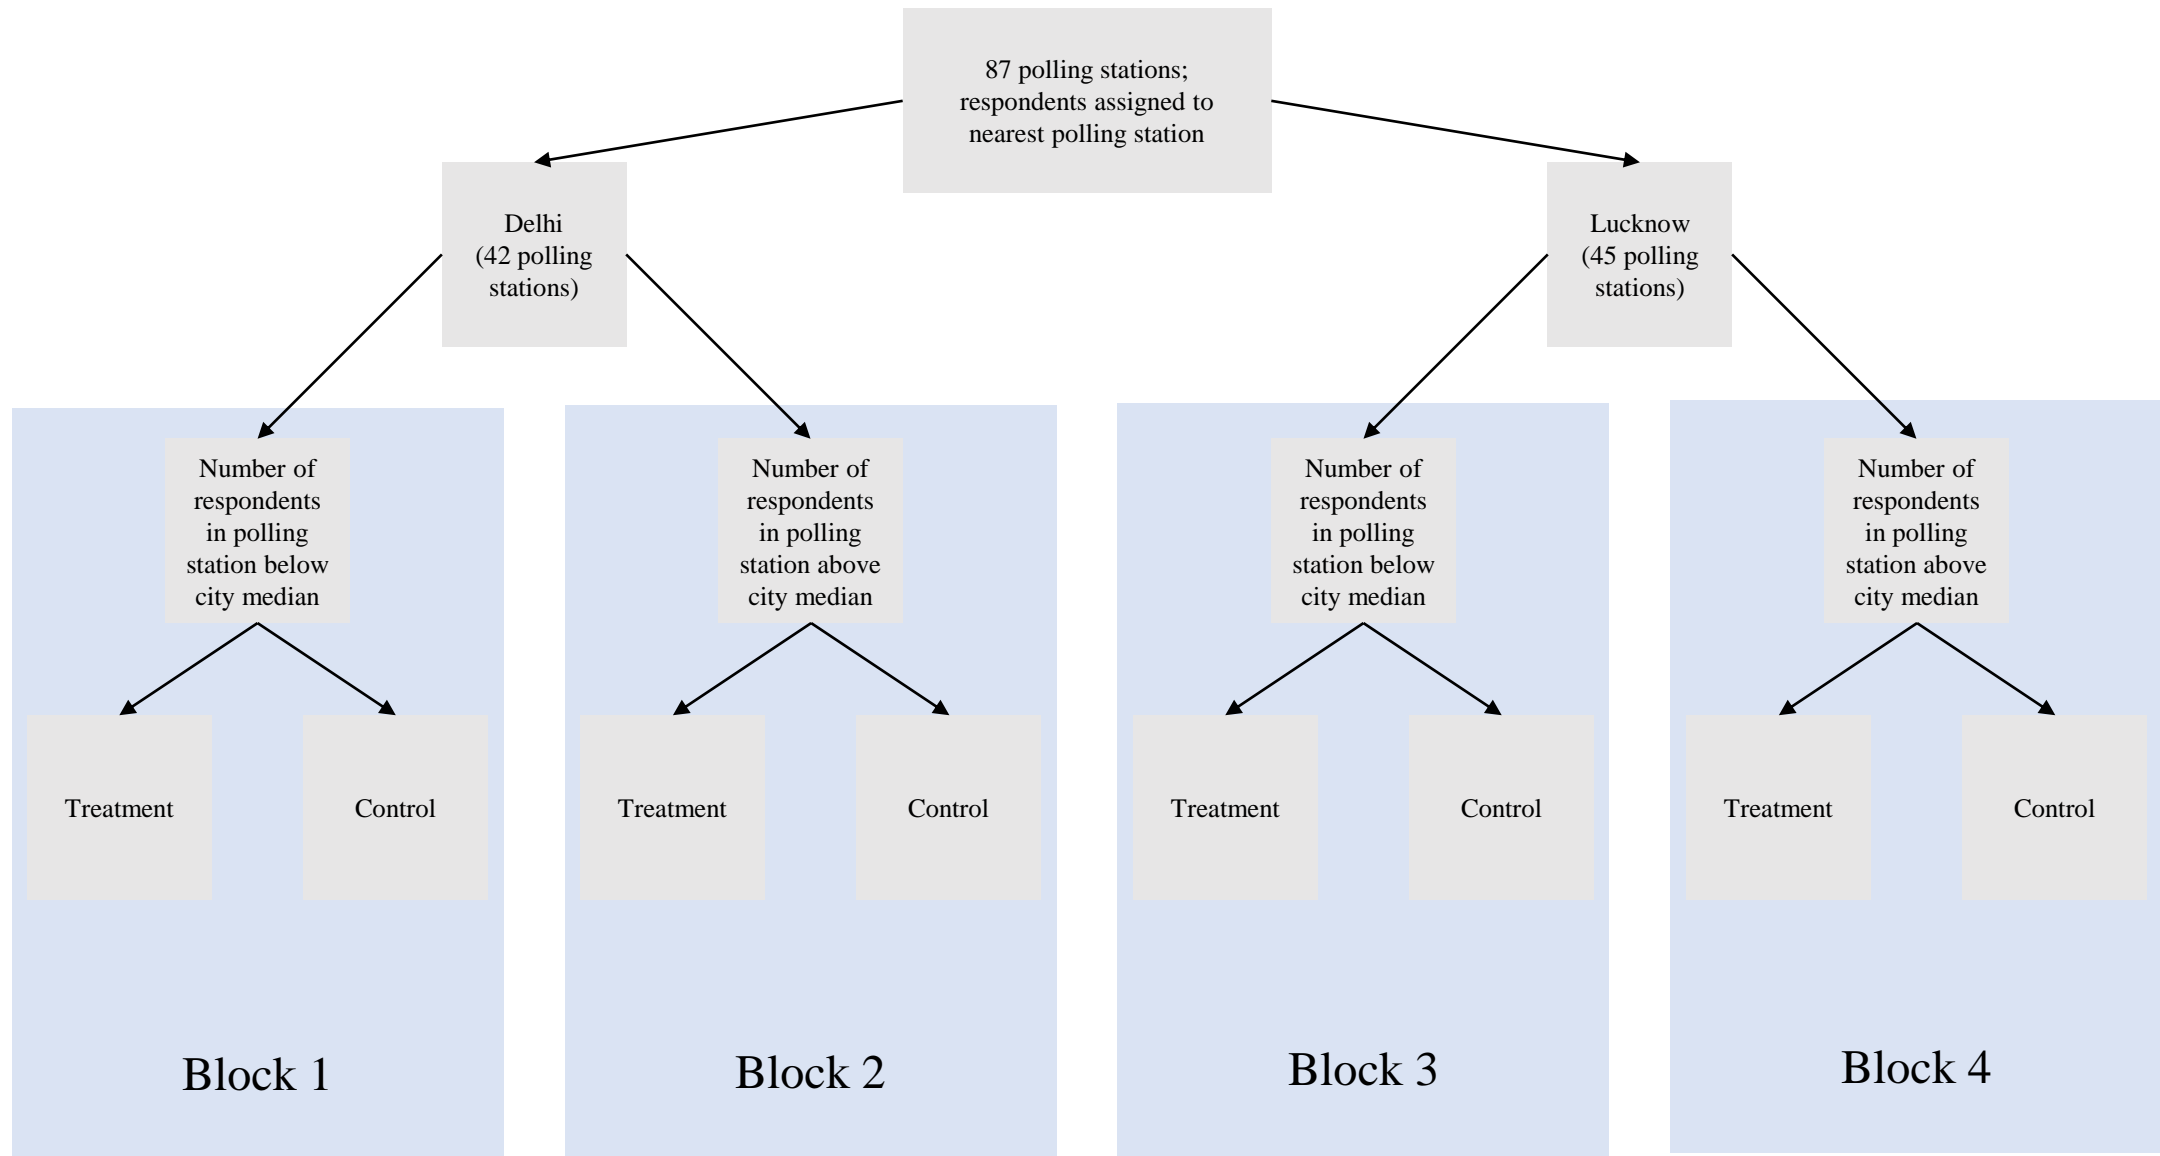 87 polling stations;
respondents assigned to
nearest polling station
Delhi
(42 polling
stations)
Lucknow
(45 polling
stations)
Number of
respondents
in polling
station below
city median
Number of
respondents
in polling
station above
city median
Number of
respondents
in polling
station below
city median
Number of
respondents
in polling
station above
city median
Treatment
Control
Treatment
Control
Treatment
Control
Treatment
Control
Block 1
Block 2
Block 3
Block 4